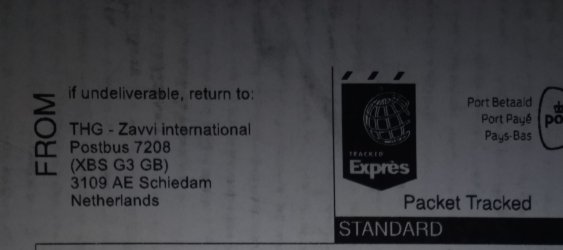 FROM
if undeliverable, return to:
THG - Zavvi international
Postbus 7208
(XBS G3 GB)
3109 AE Schiedam
Netherlands
TRACKED
Exprès
Port Betaald
Port Payé
Pays-Bas
Packet Tracked
STANDARD